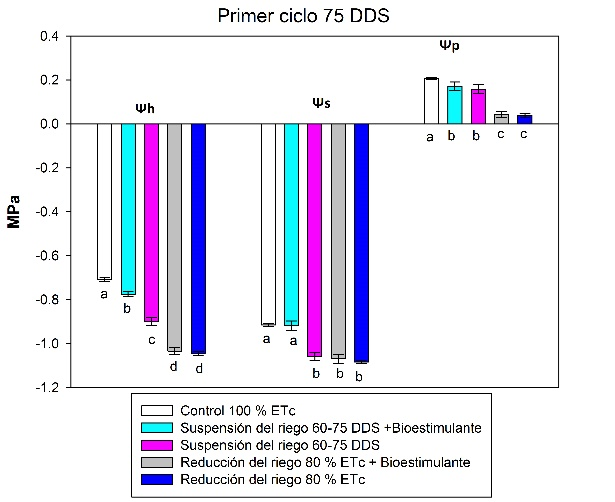 Primer ciclo 75 DDS
0.4
Ψp
0.2
Ψh
Ψs
0.0
a b b c c
-0.2
MPa
-0.4
-0.6
a b c d d
-0.8
a a b b b
-1.0
-1.2
Control 100 % ETc
Suspensión del riego 60-75 DDS +Bioestimulante
Suspensión del riego 60-75 DDS
Reducción del riego 80 % ETc + Bioestimulante
Reducción del riego 80 % ETc